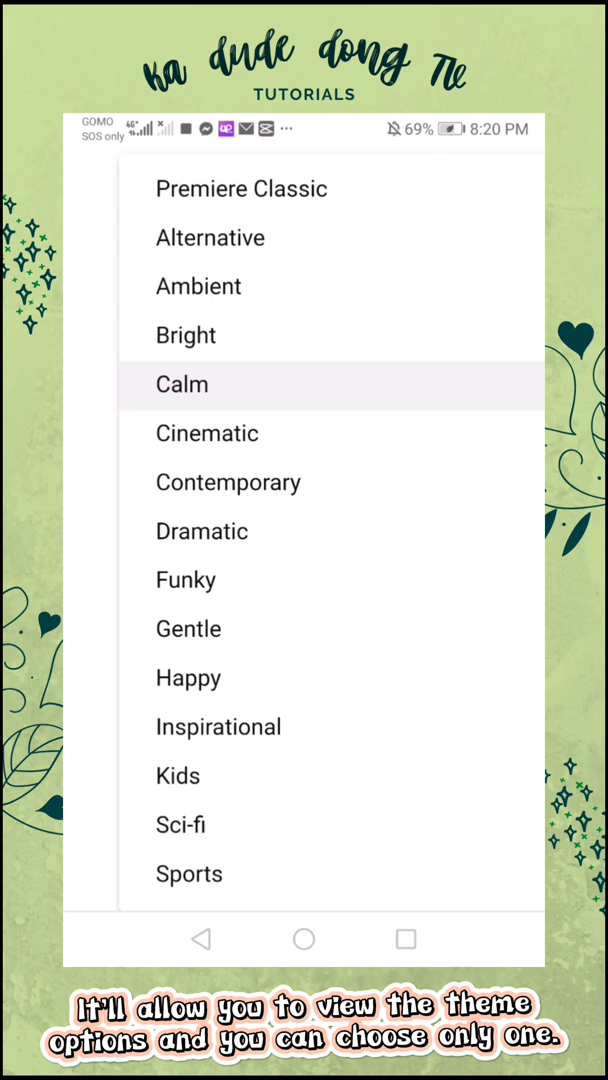 Ka dude dong Tle
TUTORIALS
GOMO
SOS only
4G+
69%
8:20 PM
Premiere Classic
Alternative
Ambient
Bright
Calm
Cinematic
Contemporary
Dramatic
Funky
Gentle
Happy
Inspirational
Kids
Sci-fi
Sports
It'll allow you to view the theme
options and you can choose only one.